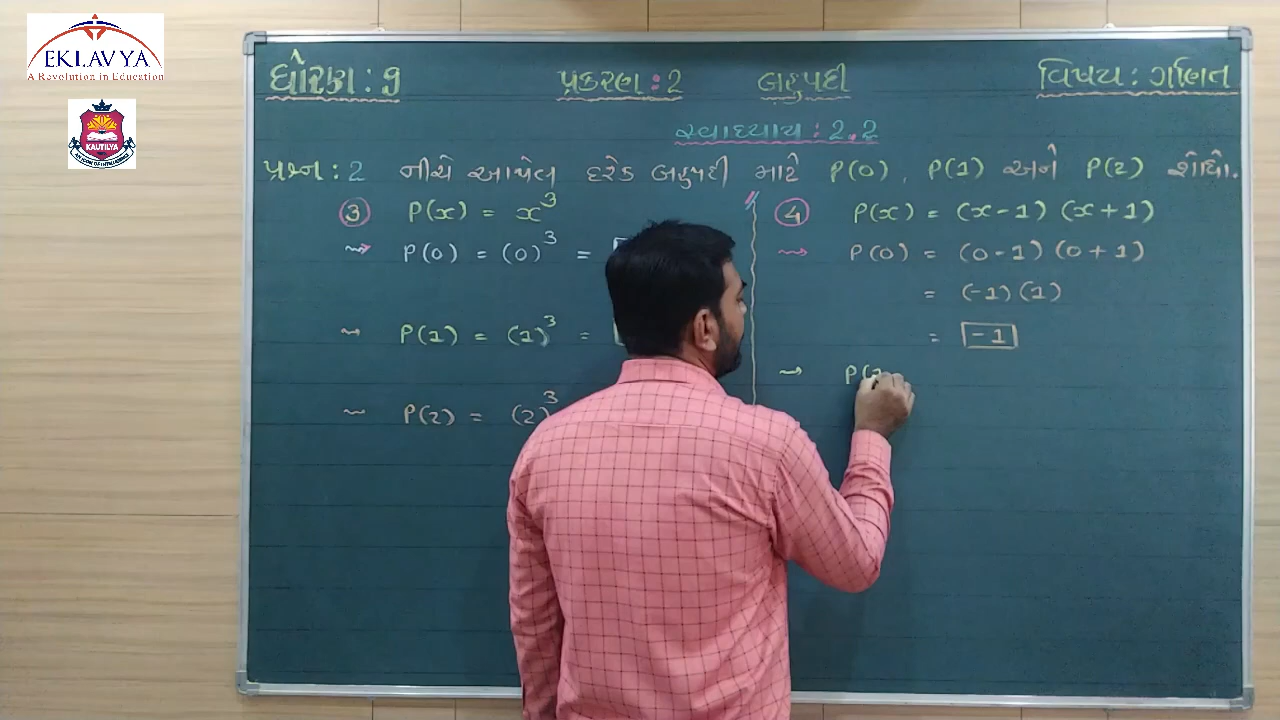 EKLAVYA
A Revolution in Education
KAUTILYA
ધોરણ : 9 પ્રકરણ : 2 બહુપદી વિષય : ગણિત
સ્વાધ્યાય : 2.2
પ્રશ્ન : 2 નીચે આપેલ દરેક બહુપદી માટે P(0), P(1) અને P(2) શોધો.
③ P(x) = x³
⇝ P(0) = (0)³ =
⇝ P(1) = (1)³ =
⇝ P(2) = (2)³
④ P(x) = (x-1) (x+1)
⇝ P(0) = (0-1) (0+1)
= (-1) (1)
= -1
⇝ P(